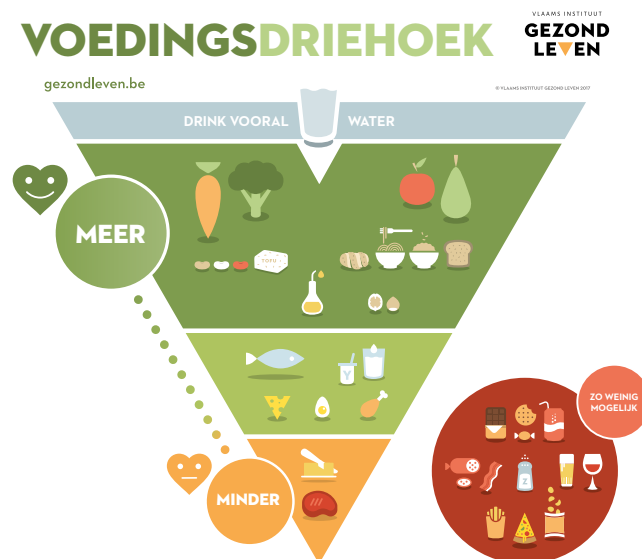 VOEDINGSDRIEHOEK
VLAAMS INSTITUUT
GEZOND
LEVEN
gezondleven.be
© VLAAMS INSTITUUT GEZOND LEVEN 2017
DRINK VOORAL WATER
MEER
TOFU
Y
ZO WEINIG
MOGELIJK
Z
MINDER